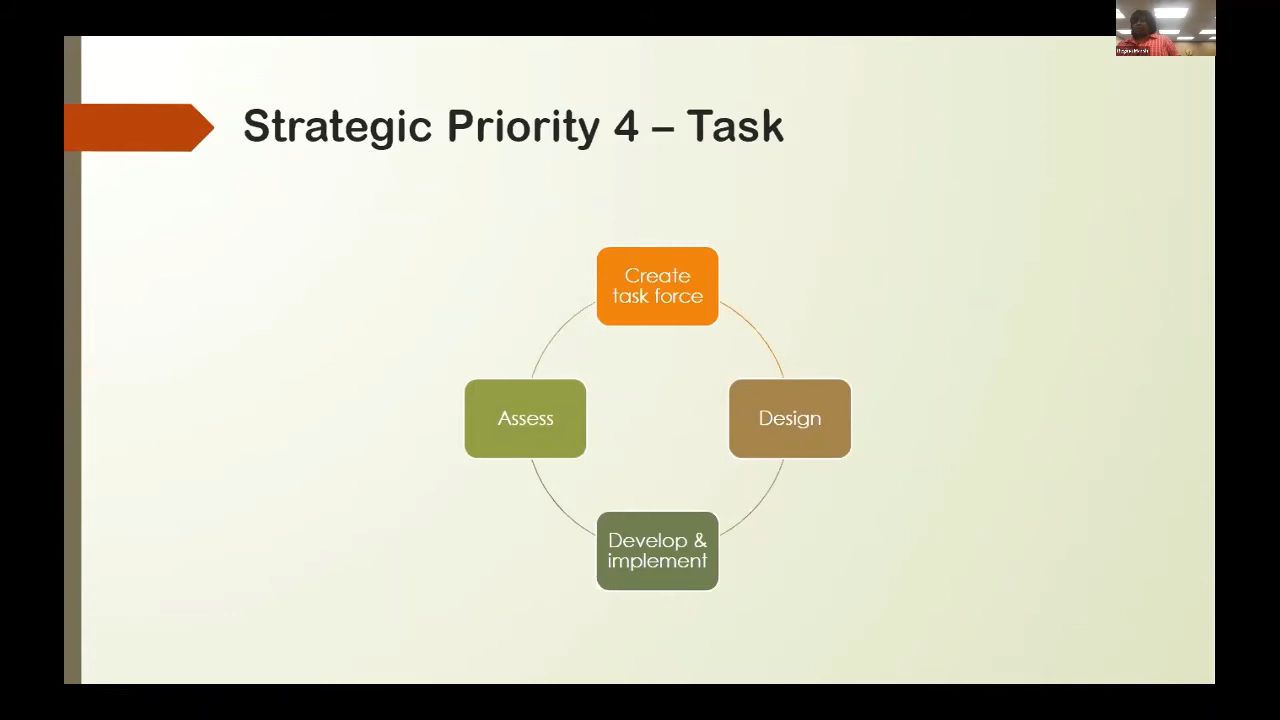 Strategic Priority 4 – Task
Create
task force
Assess
Design
Develop &
implement